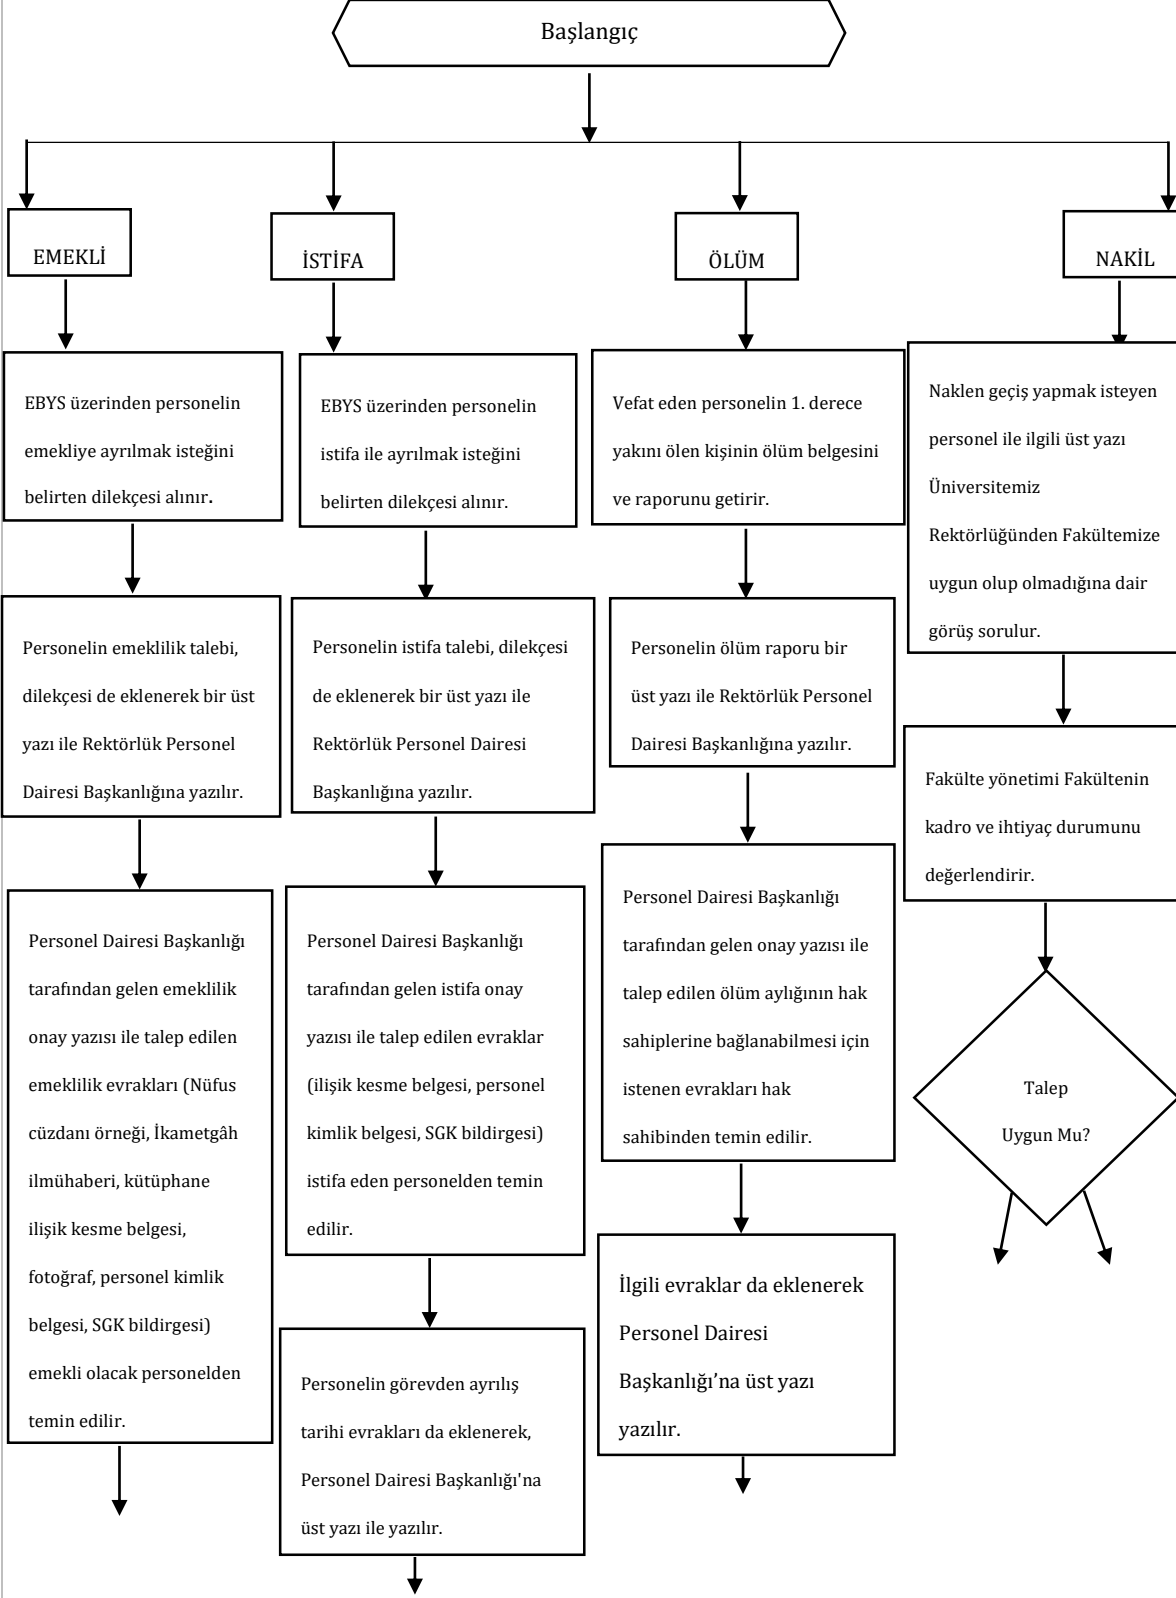 Başlangıç
EMEKLİ
İSTİFA
ÖLÜM
NAKİL
EBYS üzerinden personelin
emekliye ayrılmak isteğini
belirten dilekçesi alınır.
EBYS üzerinden personelin
istifa ile ayrılmak isteğini
belirten dilekçesi alınır.
Vefat eden personelin 1. derece
yakını ölen kişinin ölüm belgesini
ve raporunu getirir.
Naklen geçiş yapmak isteyen
personel ile ilgili üst yazı
Üniversitemiz
Rektörlüğünden Fakültemize
uygun olup olmadığına dair
görüş sorulur.
Personelin emeklilik talebi,
dilekçesi de eklenerek bir üst
yazı ile Rektörlük Personel
Dairesi Başkanlığına yazılır.
Personelin istifa talebi, dilekçesi
de eklenerek bir üst yazı ile
Rektörlük Personel Dairesi
Başkanlığına yazılır.
Personelin ölüm raporu bir
üst yazı ile Rektörlük Personel
Dairesi Başkanlığına yazılır.
Fakülte yönetimi Fakültenin
kadro ve ihtiyaç durumunu
değerlendirir.
Personel Dairesi Başkanlığı
tarafından gelen emeklilik
onay yazısı ile talep edilen
emeklilik evrakları (Nüfus
cüzdanı örneği, İkametgâh
ilmühaberi, kütüphane
ilişik kesme belgesi,
fotoğraf, personel kimlik
belgesi, SGK bildirgesi)
emekli olacak personelden
temin edilir.
Personel Dairesi Başkanlığı
tarafından gelen istifa onay
yazısı ile talep edilen evraklar
(ilişik kesme belgesi, personel
kimlik belgesi, SGK bildirgesi)
istifa eden personelden temin
edilir.
Personel Dairesi Başkanlığı
tarafından gelen onay yazısı ile
talep edilen ölüm aylığının hak
sahiplerine bağlanabilmesi için
istenen evrakları hak
sahibinden temin edilir.
Talep
Uygun Mu?
Personelin görevden ayrılış
tarihi evrakları da eklenerek,
Personel Dairesi Başkanlığı'na
üst yazı ile yazılır.
İlgili evraklar da eklenerek
Personel Dairesi
Başkanlığı’na üst yazı
yazılır.